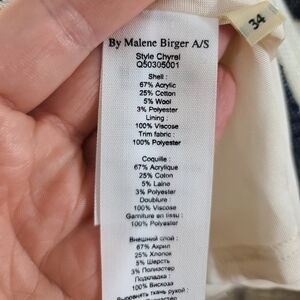 34
By Malene Birger A/S
Style Chyrel
Q50305001
Shell :
67% Acrylic
25% Cotton
5% Wool
3% Polyester
Lining :
100% Viscose
Trim fabric :
100% Polyester
Coquille :
67% Acrylique
25% Coton
5% Laine
3% Polyester
Doublure :
100% Viscose
Garniture en tissu :
100% Polyester
Внешний слой :
67% Акрил
25% Хлопок
5% Шерсть
3% Полиэстер
Подкладка :
100% Вискоза